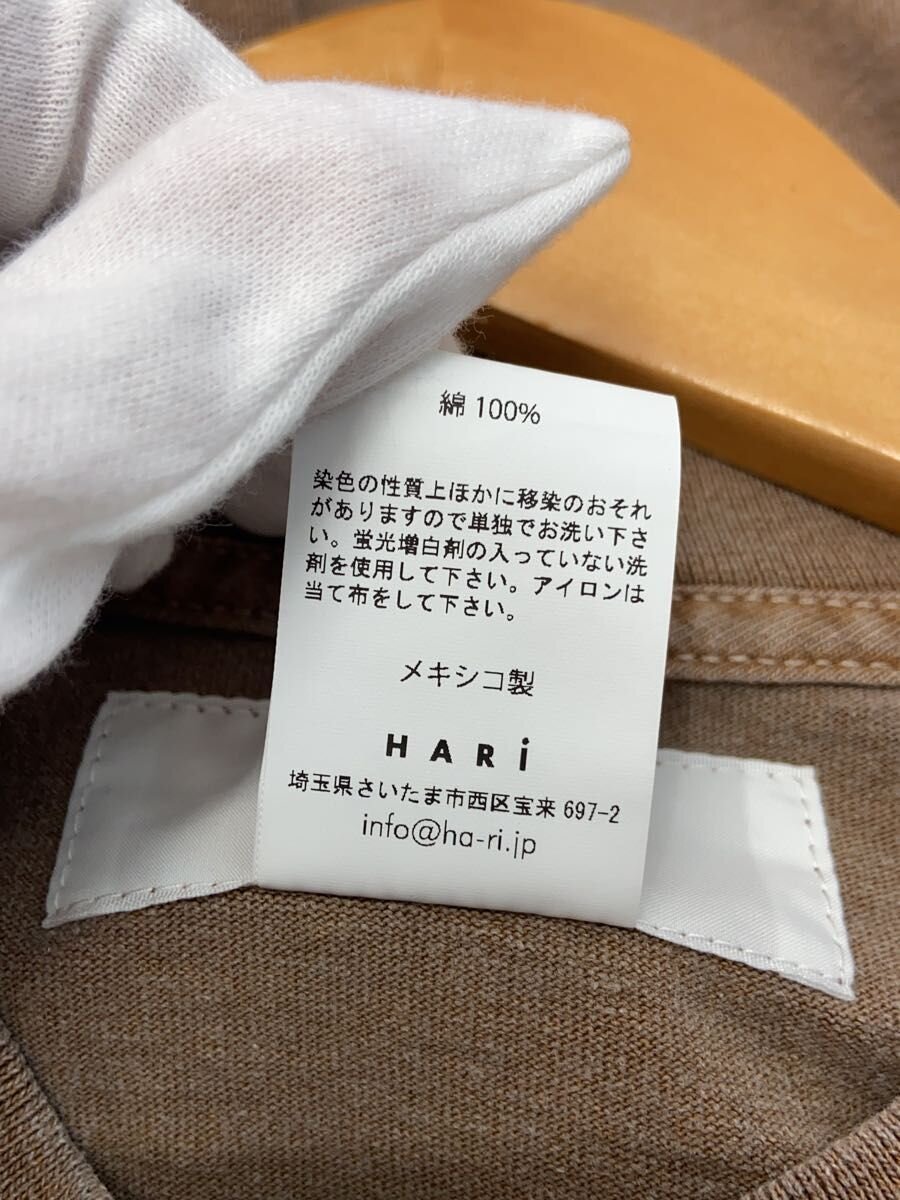 綿 100%
染色の性質上ほかに移染のおそれ
がありますので単独でお洗い下さ
い。蛍光増白剤の入っていない洗
剤を使用して下さい。アイロンは
当て布をして下さい。
メキシコ製
HARi
埼玉県さいたま市西区宝来 697-2
info@ha-ri.jp